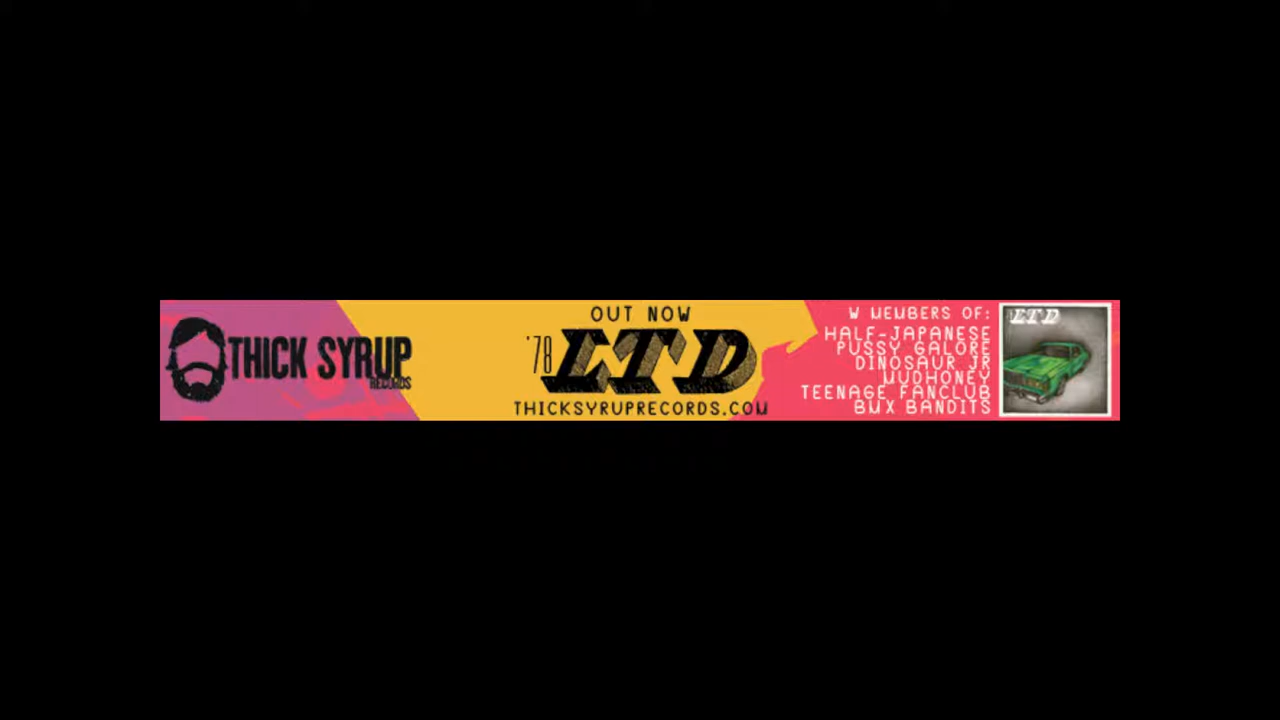 THICK SYRUP
RECORDS
OUT NOW
'78 LTD
THICKSYRUPRECORDS.COM
W MEMBERS OF:
HALF-JAPANESE
PUSSY GALORE
DINOSAUR JR
MUDHONEY
TEENAGE FANCLUB
BMX BANDITS
LTD